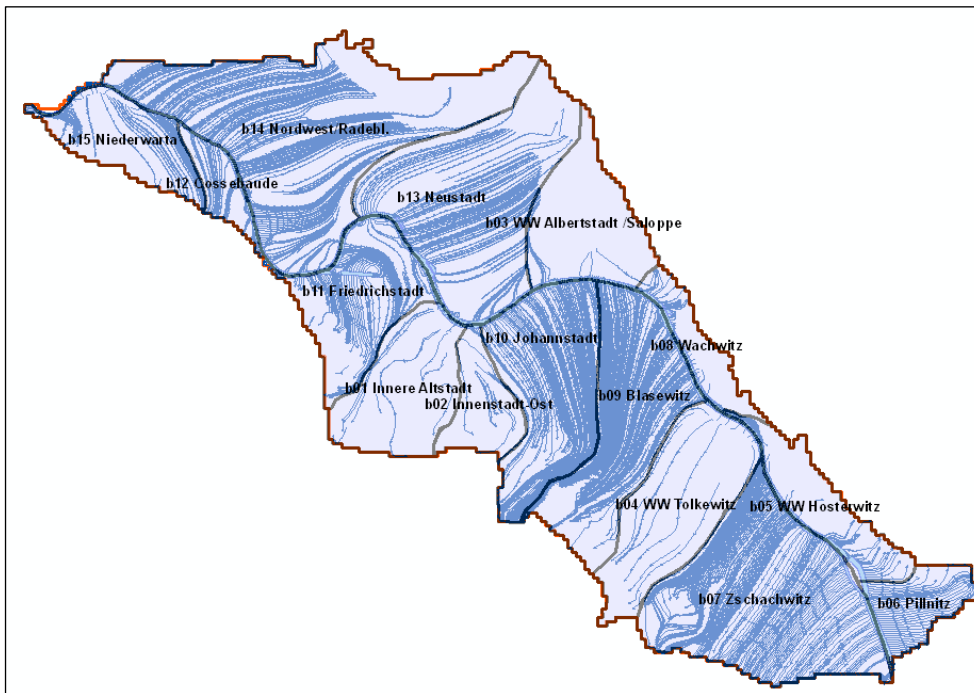 b14 Nordwest/Radebl.
b15 Niederwarta
b12 Cossebaude
b13 Neustadt
b03 WW Albertstadt /Saloppe
b11 Friedrichstadt
b10 Johannstadt
b08 Wachwitz
b01 Innere Altstadt
b02 Innenstadt-Ost
b09 Blasewitz
b04 WW Tolkewitz
b05 WW Hosterwitz
b07 Zschachwitz
b06 Pillnitz